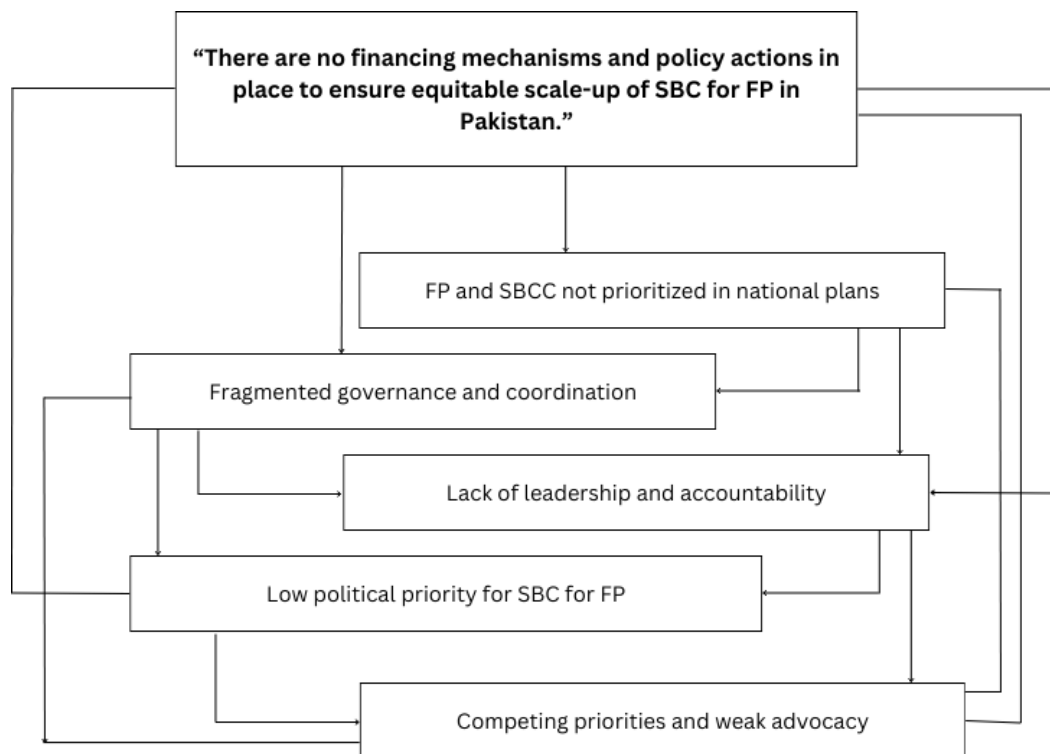 “There are no financing mechanisms and policy actions in
place to ensure equitable scale-up of SBC for FP in
Pakistan.”
FP and SBCC not prioritized in national plans
Fragmented governance and coordination
Lack of leadership and accountability
Low political priority for SBC for FP
Competing priorities and weak advocacy